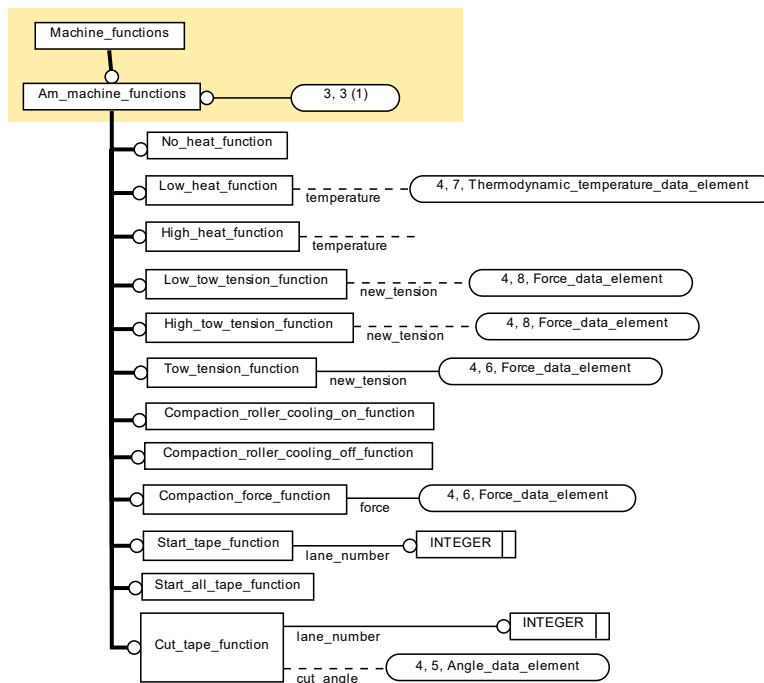 Machine_functions
Am_machine_functions
3, 3 (1)
No_heat_function
Low_heat_function
temperature
4, 7, Thermodynamic_temperature_data_element
High_heat_function
temperature
Low_tow_tension_function
new_tension
4, 8, Force_data_element
High_tow_tension_function
new_tension
4, 8, Force_data_element
Tow_tension_function
new_tension
4, 6, Force_data_element
Compaction_roller_cooling_on_function
Compaction_roller_cooling_off_function
Compaction_force_function
force
4, 6, Force_data_element
Start_tape_function
lane_number
INTEGER
Start_all_tape_function
Cut_tape_function
lane_number
INTEGER
cut_angle
4, 5, Angle_data_element